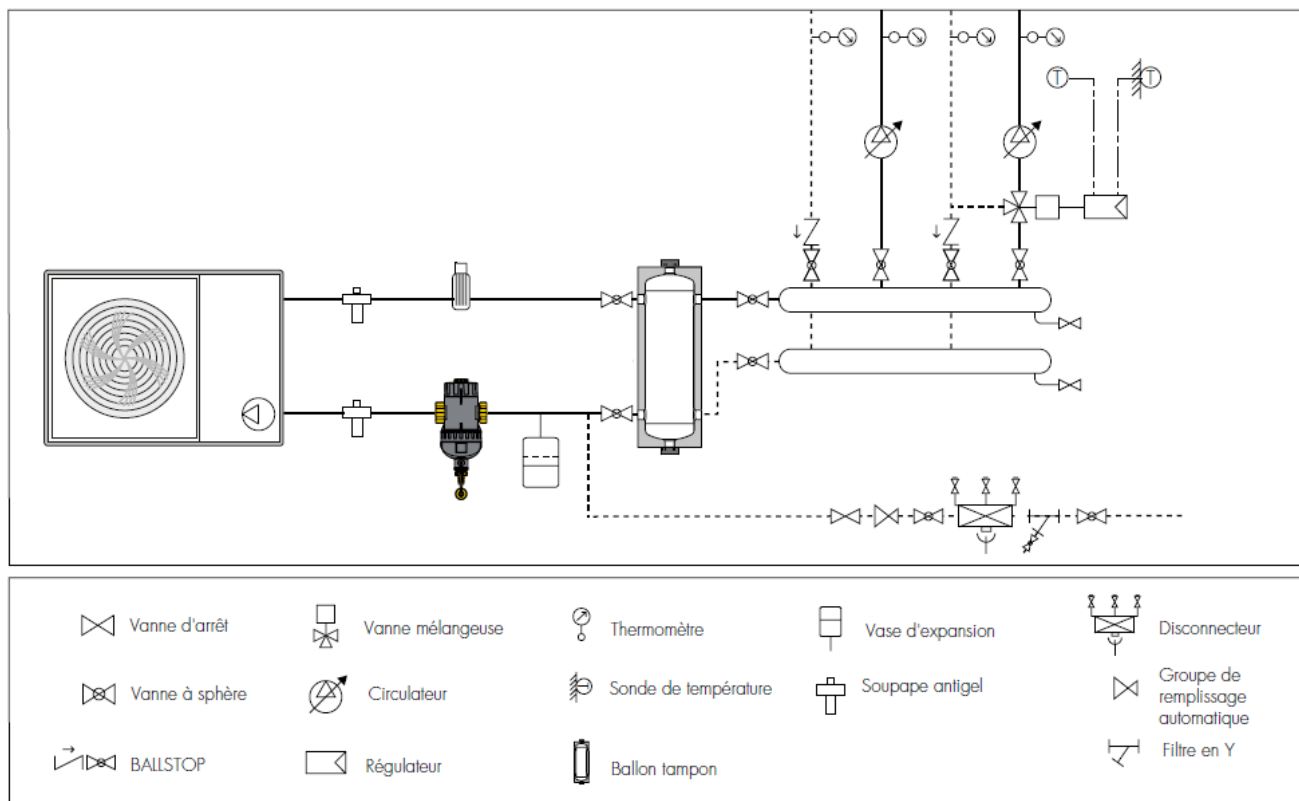 T
T
Vanne d'arrêt
Vanne mélangeuse
Thermomètre
Vase d'expansion
Disconnecteur
Vanne à sphère
Circulateur
Sonde de température
Soupape antigel
Groupe de
remplissage
automatique
BALLSTOP
Régulateur
Ballon tampon
Filtre en Y